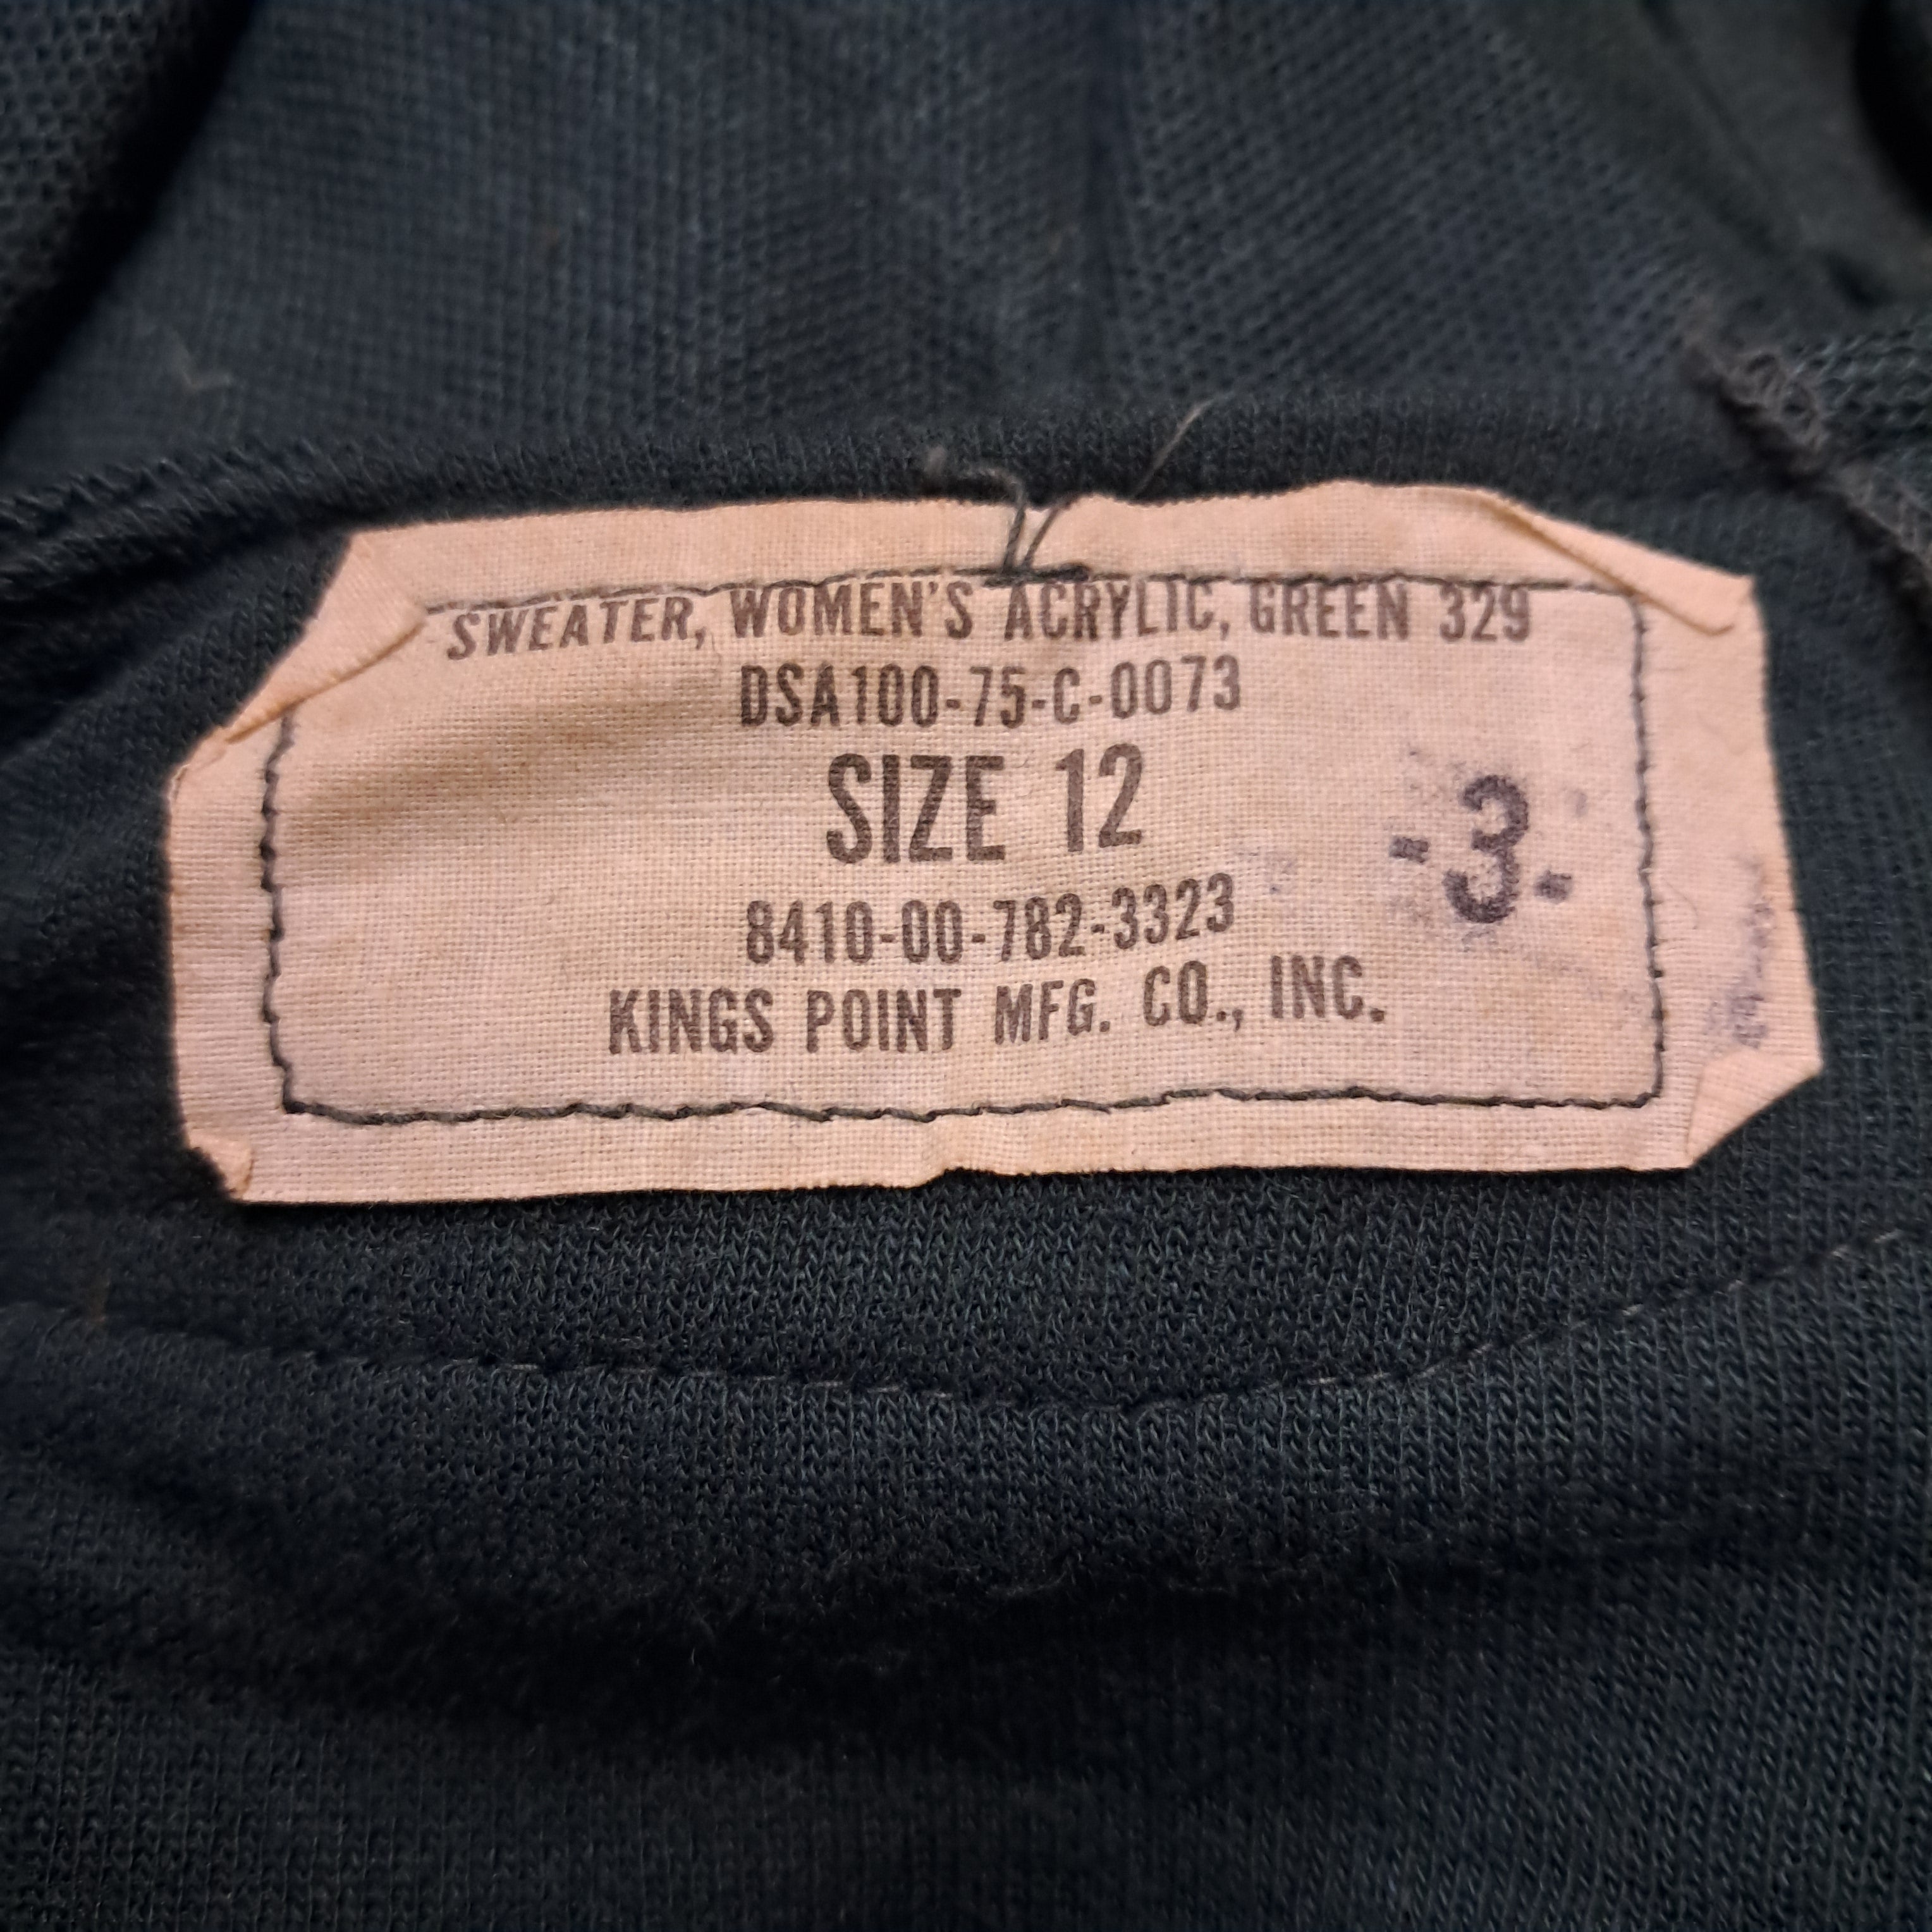 SWEATER, WOMEN'S ACRYLIC, GREEN 329
DSA100-75-C-0073
SIZE 12
-3-
8410-00-782-3323
KINGS POINT MFG. CO., INC.